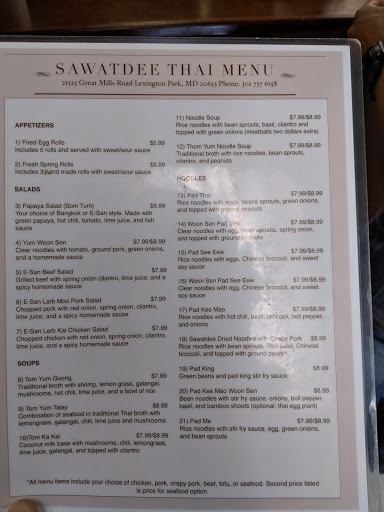 SAWATDEE THAI MENU
21525 Great Mills Road Lexington Park, MD 20653 Phone: 301 737 6158
APPETIZERS
1) Fried Egg Rolls $5.99
Includes 5 rolls and served with sweet/sour sauce
2) Fresh Spring Rolls $5.99
Includes 3 hand made rolls with sweet/sour sauce
SALADS
3) Papaya Salad (Som Tum) $8.99
Your choice of Bangkok or E-San style. Made with
green papaya, hot chili, tomato, lime juice, and fish
sauce
4) Yum Woon Sen $7.99/$8.99
Clear noodles with tomato, ground pork, green onions,
and a homemade sauce
5) E-San Beef Salad $7.99
Grilled beef with spring onion cilantro, lime juice, and a
spicy homemade sauce
6) E-San Larb Moo Pork Salad $7.99
Chopped pork with red onion, spring onion, cilantro,
lime juice, and a spicy homemade sauce
7) E-San Larb Kai Chicken Salad $7.99
Chopped chicken with red onion, spring onion, cilantro,
lime juice, and a spicy homemade sauce
SOUPS
8) Tom Yum Goong $7.99
Traditional broth with shrimp, lemon grass, galangal,
mushrooms, hot chili, lime juice, and a bowl of rice
9) Tom Yum Talay $8.99
Combination of seafood in traditional Thai broth with
lemongrass, galangal, chili, lime juice and mushrooms
10)Tom Ka Kai $7.99/$8.99
Coconut milk base with mushrooms, chili, lemongrass,
lime juice, galangal, and topped with cilantro
11) Noodle Soup $7.99/$8.99
Rice noodles with bean sprouts, basil, cilantro and
topped with green onions (meatballs two dollars extra)
12) Thom Yum Noodle Soup $7.99/$8.99
Traditional broth with rice noodles, bean sprouts,
cilantro, and peanuts
NOODLES
13) Pad Thai $7.99/$8.99
Rice noodles with eggs, beans sprouts, green onions,
and topped with ground peanuts
14) Woon Sen Pad Thai $7.99/$8.99
Clear noodles with egg, bean sprouts, spring onion,
and topped with ground peanuts
15) Pad See Eew $7.99/$8.99
Rice noodles with eggs, Chinese broccoli, and sweet
soy sauce
16) Woon Sen Pad See Eew $7.99/$8.99
Clear noodles with egg, Chinese broccoli, and sweet
soy sauce
17) Pad Kee Mao $7.99/$8.99
Rice noodles with hot chili, basil, broccoli, bell pepper,
and onions
18) Sawatdee Dried Noodles with Crispy Pork $8.99
Rice noodles with bean sprouts, Thai basil, Chinese
broccoli, and topped with ground peanut
19) Pad King $8.99
Green beans and pad king stir fry sauce
20) Pad Kee Mao Woon Sen $8.99
Bean noodles with stir fry sauce, onions, bell pepper,
basil, and bamboo shoots (optional: thai egg plant)
21) Pad Me $7.99/$8.99
Rice noodles with stir fry sauce, egg, green onions,
and bean sprouts
*All menu items include your choice of chicken, pork, crispy pork, beef, tofu, or seafood. Second price listed
is price for seafood option